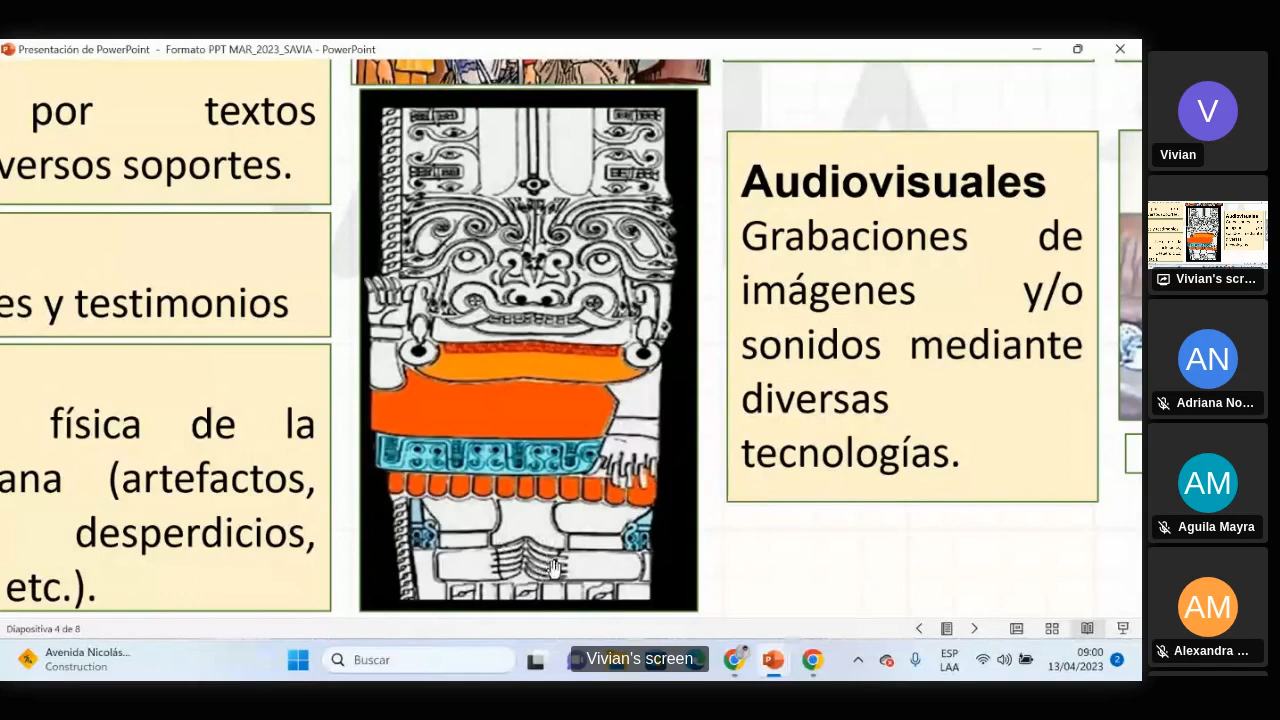 Presentación de PowerPoint - Formato PPT MAR_2023_SAVIA - PowerPoint
por textos
versos soportes.
es y testimonios
física de la
ana (artefactos,
desperdicios,
etc.).
Audiovisuales
Grabaciones de
imágenes y/o
sonidos mediante
diversas
tecnologías.
Diapositiva 4 de 8
Avenida Nicolás...
Construction
Buscar
Vivian's screen
ESP
LAA
09:00
13/04/2023
2
V
Vivian
Vivian's scr...
AN
Adriana No...
AM
Aguila Mayra
AM
Alexandra ...